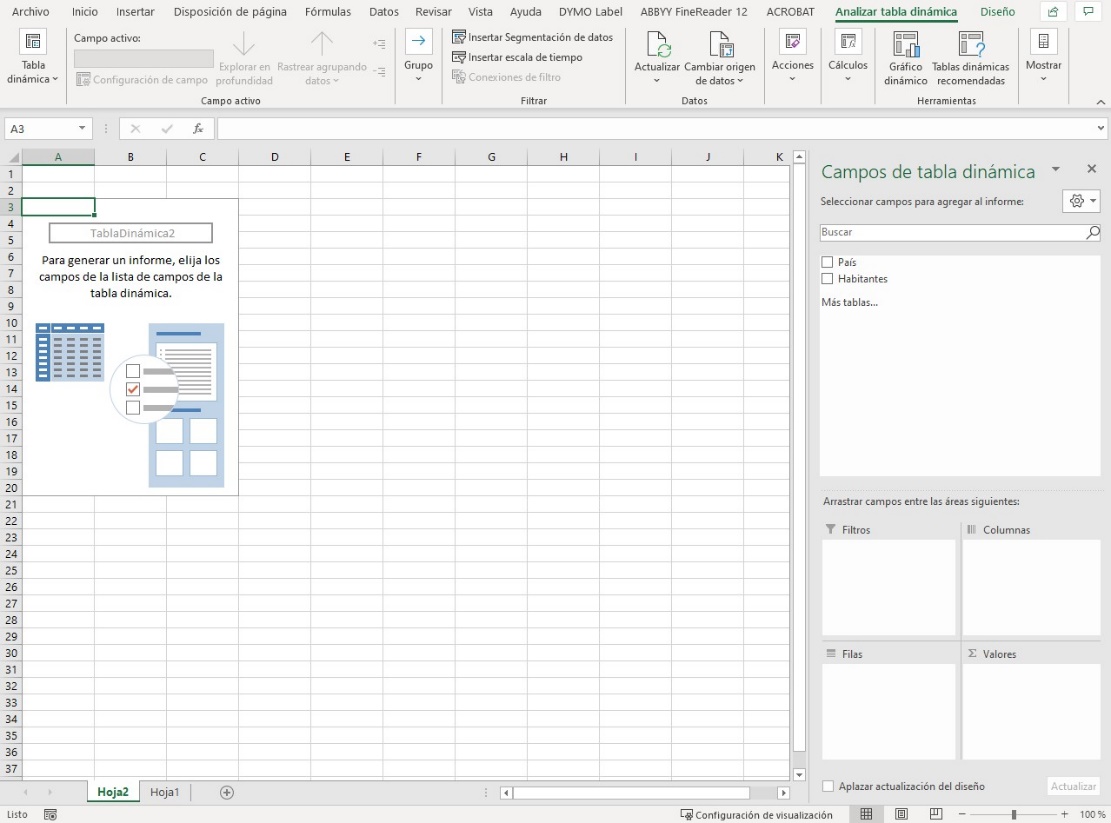 Archivo Inicio Insertar Disposición de página Fórmulas Datos Revisar Vista Ayuda DYMO Label ABBYY FineReader 12 ACROBAT Analizar tabla dinámica Diseño
Tabla dinámica
Campo activo:
Configuración de campo
Explorar en profundidad
Rastrear agrupando datos
Campo activo
Grupo
Insertar Segmentación de datos
Insertar escala de tiempo
Conexiones de filtro
Filtrar
Actualizar
Cambiar origen de datos
Datos
Acciones
Cálculos
Gráfico dinámico
Tablas dinámicas recomendadas
Herramientas
Mostrar
A3
fx
A B C D E F G H I J K
1
2
3
4
5
6
7
8
9
10
11
12
13
14
15
16
17
18
19
20
21
22
23
24
25
26
27
28
29
30
31
32
33
34
35
36
37
TablaDinámica2
Para generar un informe, elija los
campos de la lista de campos de la
tabla dinámica.
Campos de tabla dinámica
Seleccionar campos para agregar al informe:
Buscar
País
Habitantes
Más tablas...
Arrastrar campos entre las áreas siguientes:
Filtros
Columnas
Filas
Σ Valores
Aplazar actualización del diseño
Actualizar
Hoja2 Hoja1
Listo
Configuración de visualización
100 %